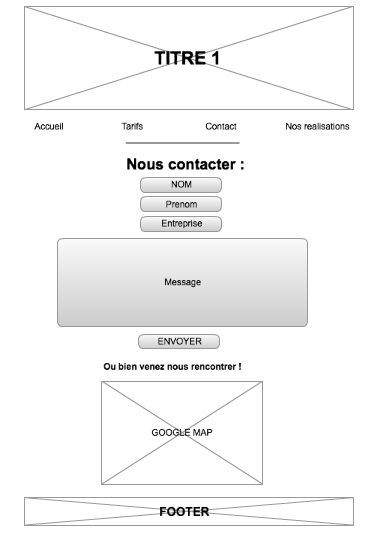 TITRE 1
Accueil Tarifs Contact Nos realisations
Nous contacter :
NOM
Prenom
Entreprise
Message
ENVOYER
Ou bien venez nous rencontrer !
GOOGLE MAP
FOOTER